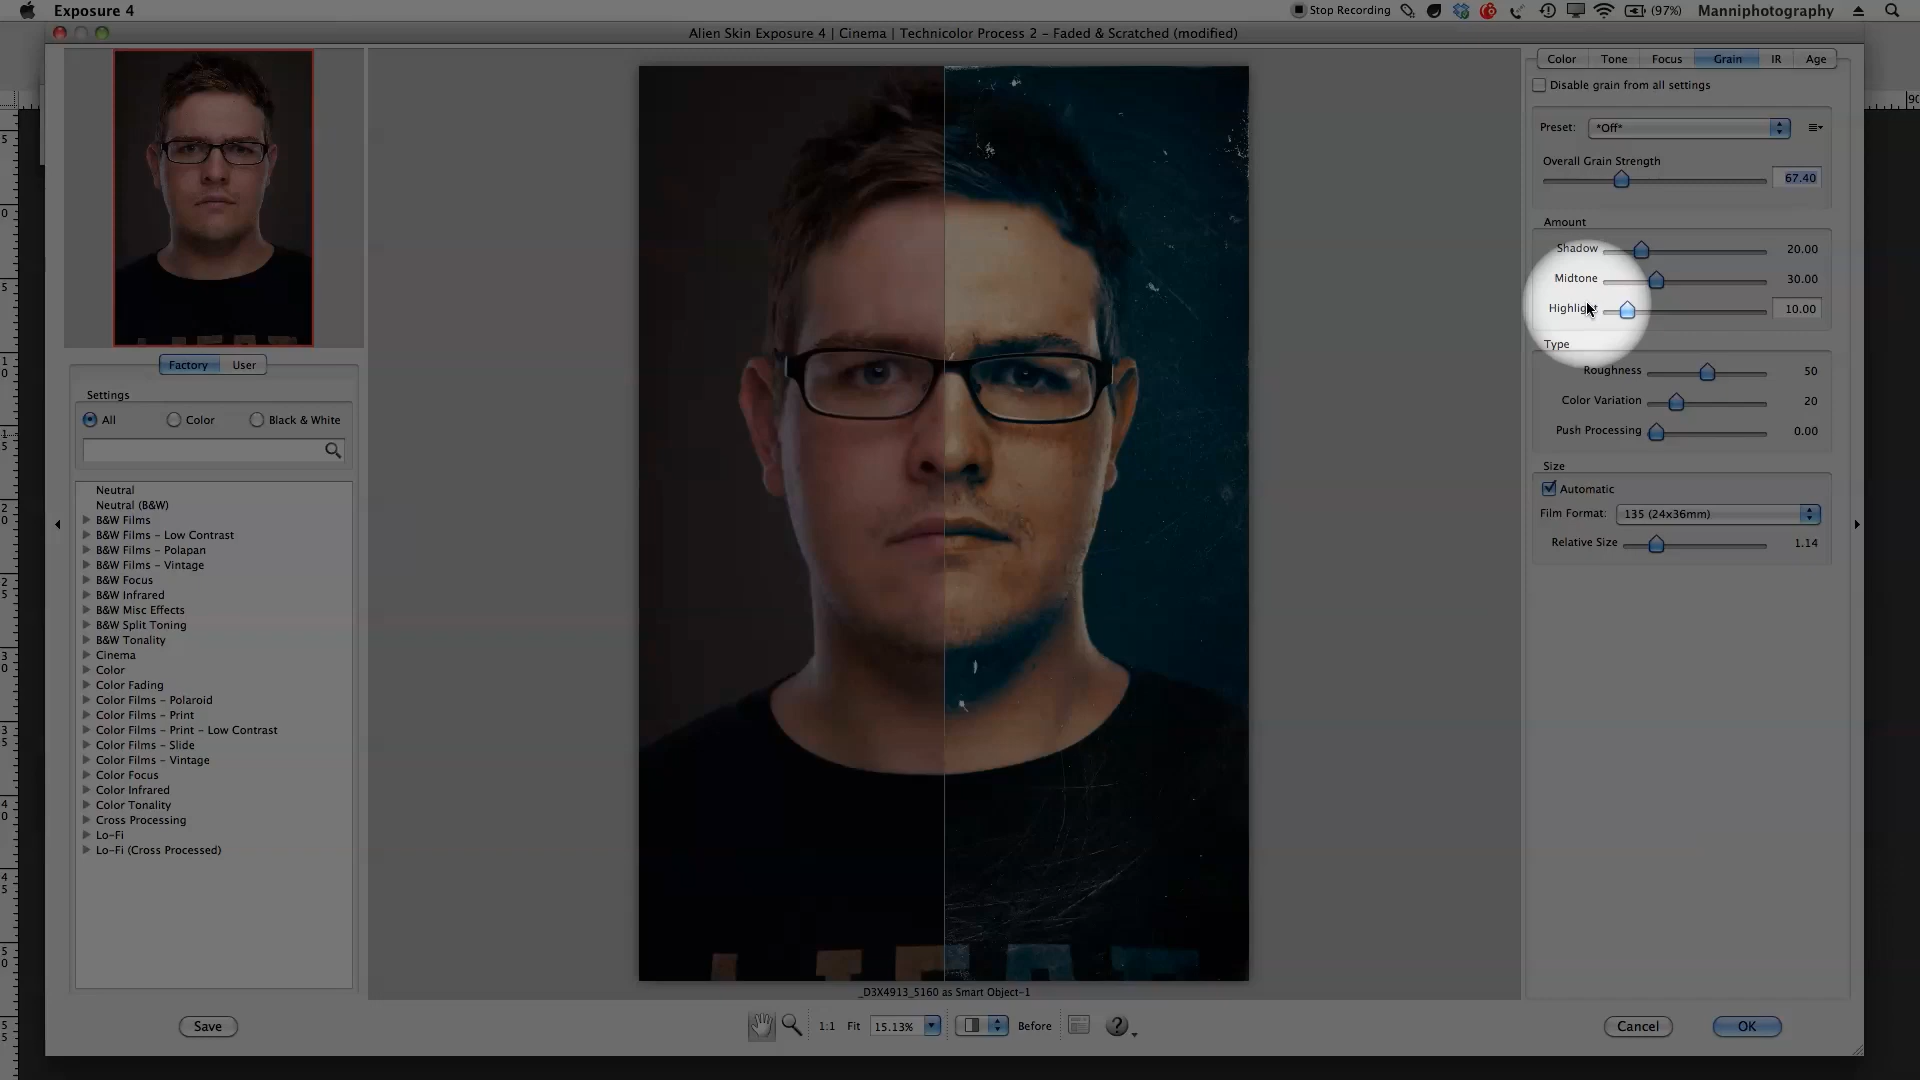 Exposure 4
Stop Recording
(97%)
Manniphotography
Alien Skin Exposure 4 | Cinema | Technicolor Process 2 - Faded & Scratched (modified)
Color Tone Focus Grain IR Age
Disable grain from all settings
Preset: *Off*
Overall Grain Strength
67.40
Amount
Shadow 20.00
Midtone 30.00
Highlight 10.00
Type
Roughness 50
Color Variation 20
Push Processing 0.00
Size
Automatic
Film Format: 135 (24x36mm)
Relative Size 1.14
Factory User
Settings
All Color Black & White
Neutral
Neutral (B&W)
B&W Films
B&W Films - Low Contrast
B&W Films - Polapan
B&W Films - Vintage
B&W Focus
B&W Infrared
B&W Misc Effects
B&W Split Toning
B&W Tonality
Cinema
Color
Color Fading
Color Films - Polaroid
Color Films - Print
Color Films - Print - Low Contrast
Color Films - Slide
Color Films - Vintage
Color Focus
Color Infrared
Color Tonality
Cross Processing
Lo-Fi
Lo-Fi (Cross Processed)
_D3X4913_5160 as Smart Object-1
Save
1:1 Fit 15.13% Before ?
Cancel OK